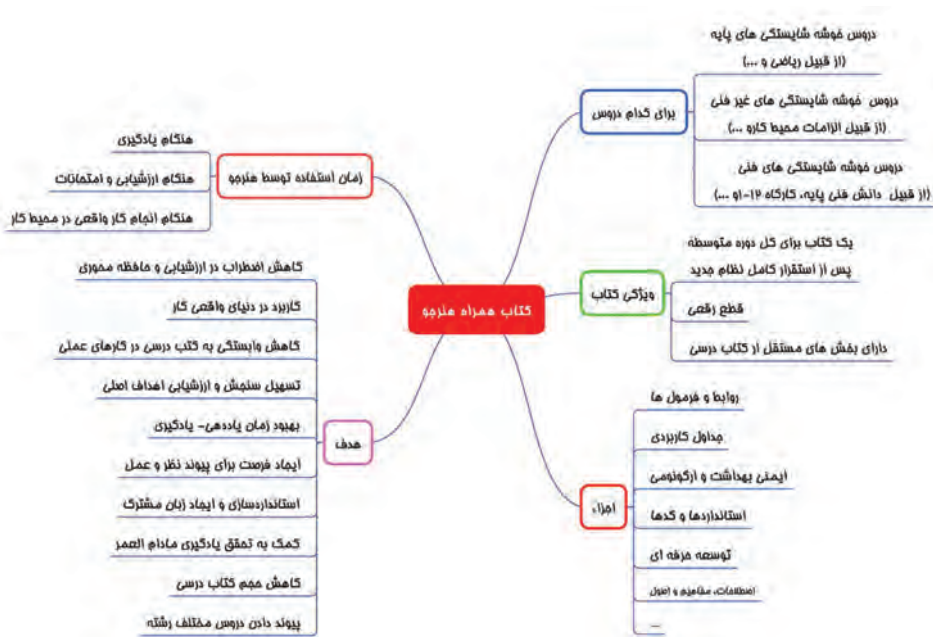 کتاب همراه هنرجو
برای کدام دروس
دروس خوشه شایستگی های پایه
(از قبیل ریاضی و ...)
دروس خوشه شایستگی های غیر فنی
(از قبیل الزامات محیط کارو ...)
دروس خوشه شایستگی های فنی
(از قبیل دانش فنی پایه، کارگاه ۱۲-۱و ...)
ویژگی کتاب
یک کتاب برای کل دوره متوسطه
پس از استقرار کامل نظام جدید
قطع رقعی
دارای بخش های مستقل از کتاب درسی
اجزاء
روابط و فرمول ها
جداول کاربردی
ایمنی بهداشت و ارگونومی
استانداردها و کدها
توسعه حرفه ای
اصطلاحات، مفاهیم و اصول
...
زمان استفاده توسط هنرجو
هنگام یادگیری
هنگام ارزشیابی و امتحانات
هنگام انجام کار واقعی در محیط کار
هدف
کاهش اضطراب در ارزشیابی و حافظه محوری
کاربرد در دنیای واقعی کار
کاهش وابستگی به کتب درسی در کارهای عملی
تسهیل سنجش و ارزشیابی اهداف اصلی
بهبود زمان یاددهی- یادگیری
ایجاد فرصت برای پیوند نظر و عمل
استانداردسازی و ایجاد زبان مشترک
کمک به تحقق یادگیری مادام العمر
کاهش حجم کتاب درسی
پیوند دادن دروس مختلف رشته